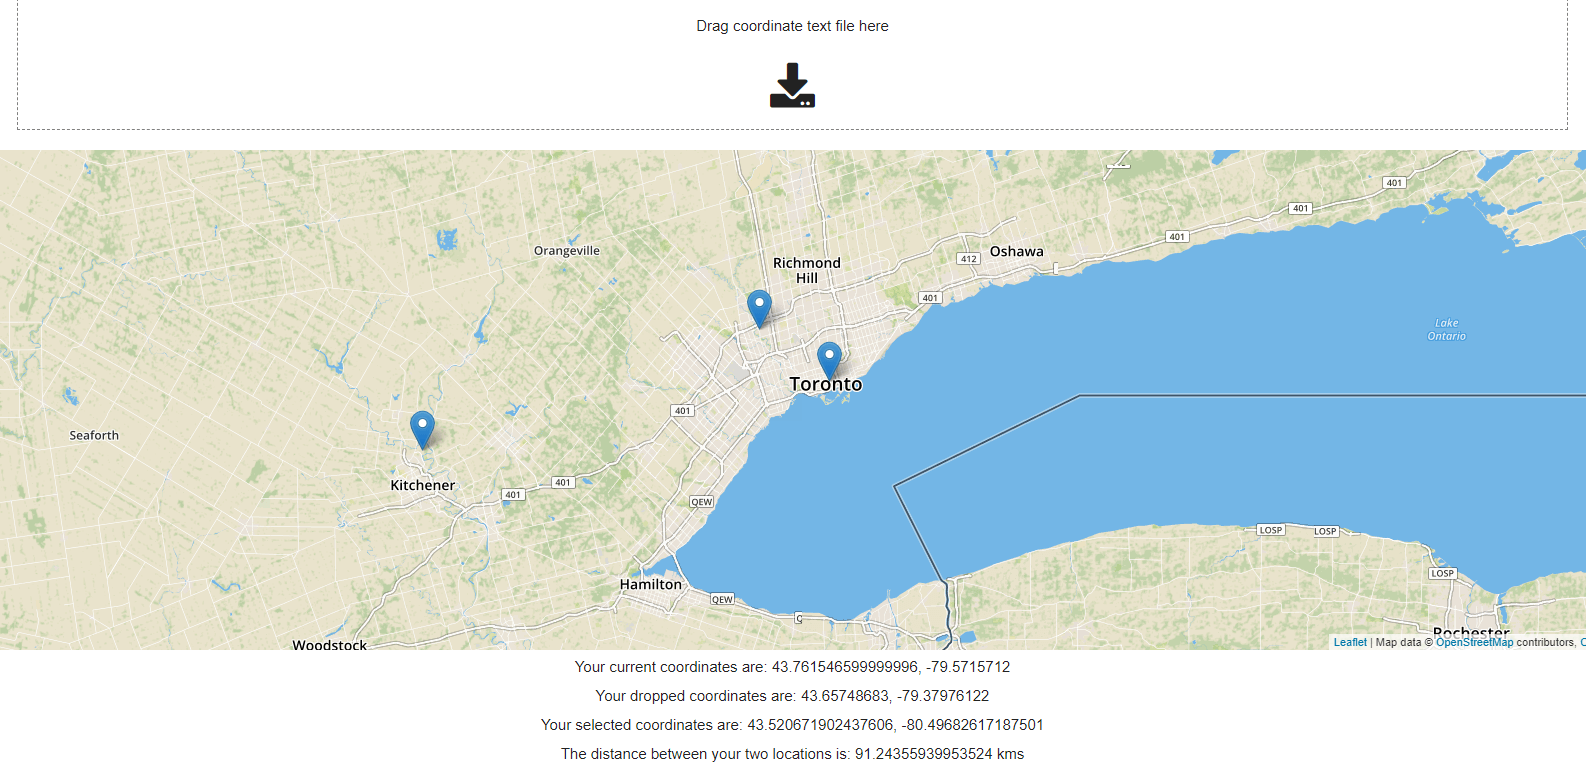 Drag coordinate text file here
401
401
Orangeville
401
Richmond
Hill
Oshawa
412
401
Lake
Ontario
Toronto
401
Seaforth
Kitchener
401
401
QEW
LOSP
LOSP
LOSP
Hamilton
QEW
C
Woodstock
Rochester
Leaflet | Map data © OpenStreetMap contributors, C
Your current coordinates are: 43.761546599999996, -79.5715712
Your dropped coordinates are: 43.65748683, -79.37976122
Your selected coordinates are: 43.520671902437606, -80.49682617187501
The distance between your two locations is: 91.24355939953524 kms